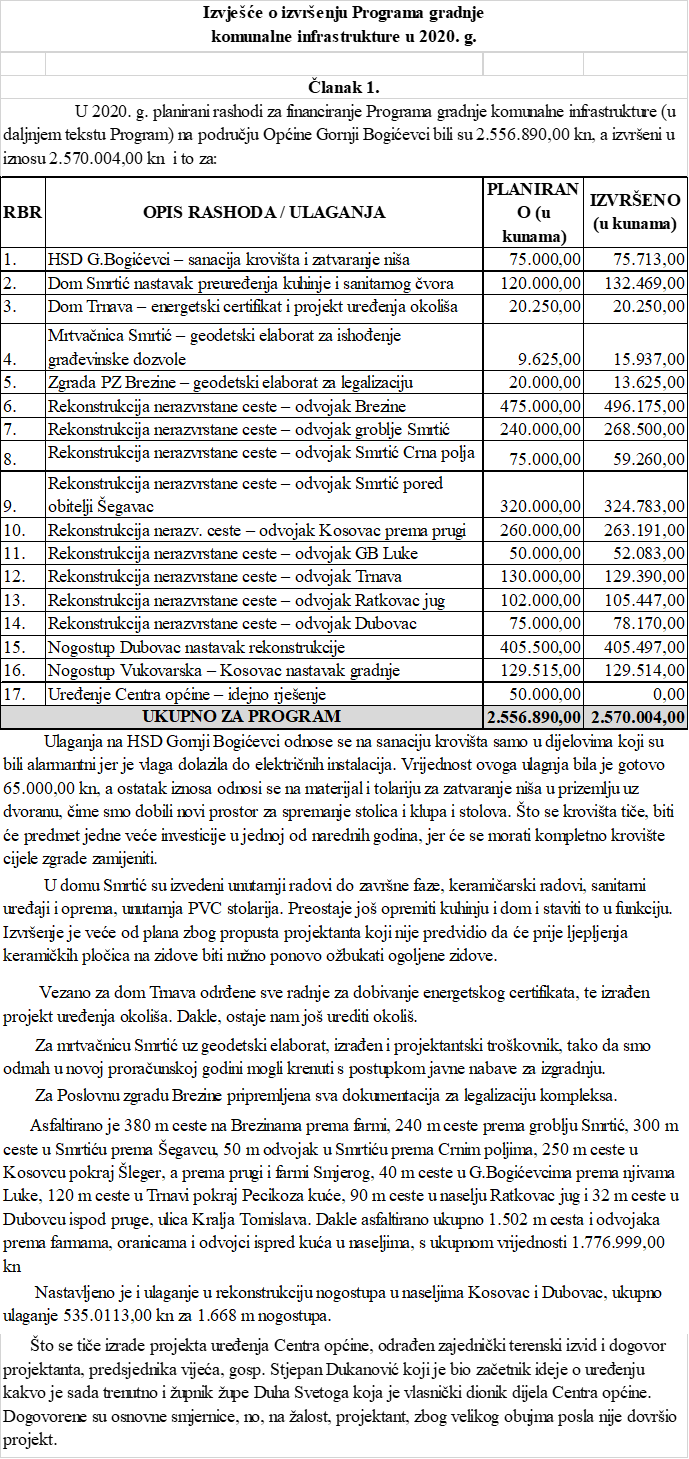 Izvješće o izvršenju Programa gradnje
komunalne infrastrukture u 2020. g.
Članak 1.
U 2020. g. planirani rashodi za financiranje Programa gradnje komunalne infrastrukture (u
daljnjem tekstu Program) na području Općine Gornji Bogićevci bili su 2.556.890,00 kn, a izvršeni u
iznosu 2.570.004,00 kn i to za:
RBR OPIS RASHODA / ULAGANJA PLANIRAN IZVRŠENO
O (u (u kunama)
kunama)
1. HSD G.Bogićevci – sanacija krovišta i zatvaranje niša 75.000,00 75.713,00
2. Dom Smrtić nastavak preuređenja kuhinje i sanitarnog čvora 120.000,00 132.469,00
3. Dom Trnava – energetski certifikat i projekt uređenja okoliša 20.250,00 20.250,00
Mrtvačnica Smrtić – geodetski elaborat za ishođenje
4. građevinske dozvole 9.625,00 15.937,00
5. Zgrada PZ Brezine – geodetski elaborat za legalizaciju 20.000,00 13.625,00
6. Rekonstrukcija nerazvrstane ceste – odvojak Brezine 475.000,00 496.175,00
7. Rekonstrukcija nerazvrstane ceste – odvojak groblje Smrtić 240.000,00 268.500,00
8. Rekonstrukcija nerazvrstane ceste – odvojak Smrtić Crna polja 75.000,00 59.260,00
Rekonstrukcija nerazvrstane ceste – odvojak Smrtić pored
9. obitelji Šegavac 320.000,00 324.783,00
10. Rekonstrukcija nerazv. ceste – odvojak Kosovac prema prugi 260.000,00 263.191,00
11. Rekonstrukcija nerazvrstane ceste – odvojak GB Luke 50.000,00 52.083,00
12. Rekonstrukcija nerazvrstane ceste – odvojak Trnava 130.000,00 129.390,00
13. Rekonstrukcija nerazvrstane ceste – odvojak Ratkovac jug 102.000,00 105.447,00
14. Rekonstrukcija nerazvrstane ceste – odvojak Dubovac 75.000,00 78.170,00
15. Nogostup Dubovac nastavak rekonstrukcije 405.500,00 405.497,00
16. Nogostup Vukovarska – Kosovac nastavak gradnje 129.515,00 129.514,00
17. Uređenje Centra općine – idejno rješenje 50.000,00 0,00
UKUPNO ZA PROGRAM 2.556.890,00 2.570.004,00
Ulaganja na HSD Gornji Bogićevci odnose se na sanaciju krovišta samo u dijelovima koji su
bili alarmantni jer je vlaga dolazila do električnih instalacija. Vrijednost ovoga ulagnja bila je gotovo
65.000,00 kn, a ostatak iznosa odnosi se na materijal i tolariju za zatvaranje niša u prizemlju uz
dvoranu, čime smo dobili novi prostor za spremanje stolica i klupa i stolova. Što se krovišta tiče, biti
će predmet jedne veće investicije u jednoj od narednih godina, jer će se morati kompletno krovište
cijele zgrade zamijeniti.
U domu Smrtić su izvedeni unutarnji radovi do završne faze, keramičarski radovi, sanitarni
uređaji i oprema, unutarnja PVC stolarija. Preostaje još opremiti kuhinju i dom i staviti to u funkciju.
Izvršenje je veće od plana zbog propusta projektanta koji nije predvidio da će prije ljepljenja
keramičkih pločica na zidove biti nužno ponovo ožbukati ogoljene zidove.
Vezano za dom Trnava odrđene sve radnje za dobivanje energetskog certifikata, te izrađen
projekt uređenja okoliša. Dakle, ostaje nam još urediti okoliš.
Za mrtvačnicu Smrtić uz geodetski elaborat, izrađen i projektantski troškovnik, tako da smo
odmah u novoj proračunskoj godini mogli krenuti s postupkom javne nabave za izgradnju.
Za Poslovnu zgradu Brezine pripremljena sva dokumentacija za legalizaciju kompleksa.
Asfaltirano je 380 m ceste na Brezinama prema farmi, 240 m ceste prema groblju Smrtić, 300 m
ceste u Smrtiću prema Šegavcu, 50 m odvojak u Smrtiću prema Crnim poljima, 250 m ceste u
Kosovcu pokraj Šleger, a prema prugi i farmi Smjerog, 40 m ceste u G.Bogićevcima prema njivama
Luke, 120 m ceste u Trnavi pokraj Pecikoza kuće, 90 m ceste u naselju Ratkovac jug i 32 m ceste u
Dubovcu ispod pruge, ulica Kralja Tomislava. Dakle asfaltirano ukupno 1.502 m cesta i odvojaka
prema farmama, oranicama i odvojci ispred kuća u naseljima, s ukupnom vrijednosti 1.776.999,00
kn
Nastavljeno je i ulaganje u rekonstrukciju nogostupa u naseljima Kosovac i Dubovac, ukupno
ulaganje 535.0113,00 kn za 1.668 m nogostupa.
Što se tiče izrade projekta uređenja Centra općine, odrađen zajednički terenski izvid i dogovor
projektanta, predsjednika vijeća, gosp. Stjepan Dukanović koji je bio začetnik ideje o uređenju
kakvo je sada trenutno i župnik župe Duha Svetoga koja je vlasnički dionik dijela Centra općine.
Dogovorene su osnovne smjernice, no, na žalost, projektant, zbog velikog obujma posla nije dovršio
projekt.